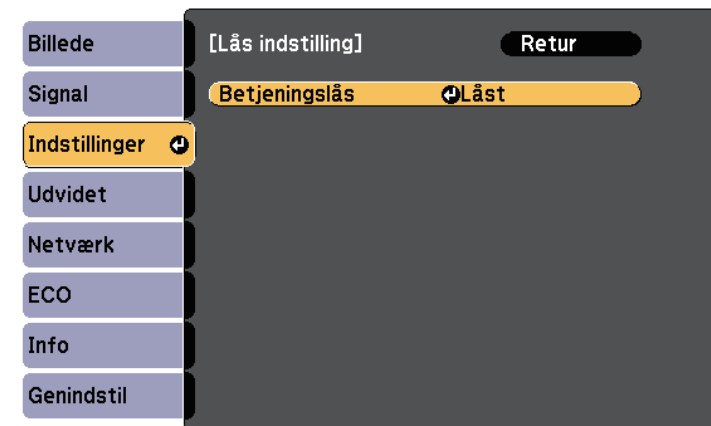 Billede
Signal
Indstillinger
Udvidet
Netværk
ECO
Info
Genindstil
[Lås indstilling] Retur
Betjeningslås Låst